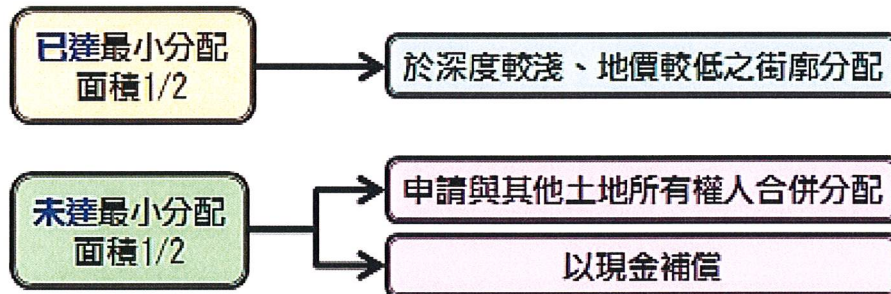 已達最小分配
面積1/2
於深度較淺、地價較低之街廓分配
未達最小分配
面積1/2
申請與其他土地所有權人合併分配
以現金補償